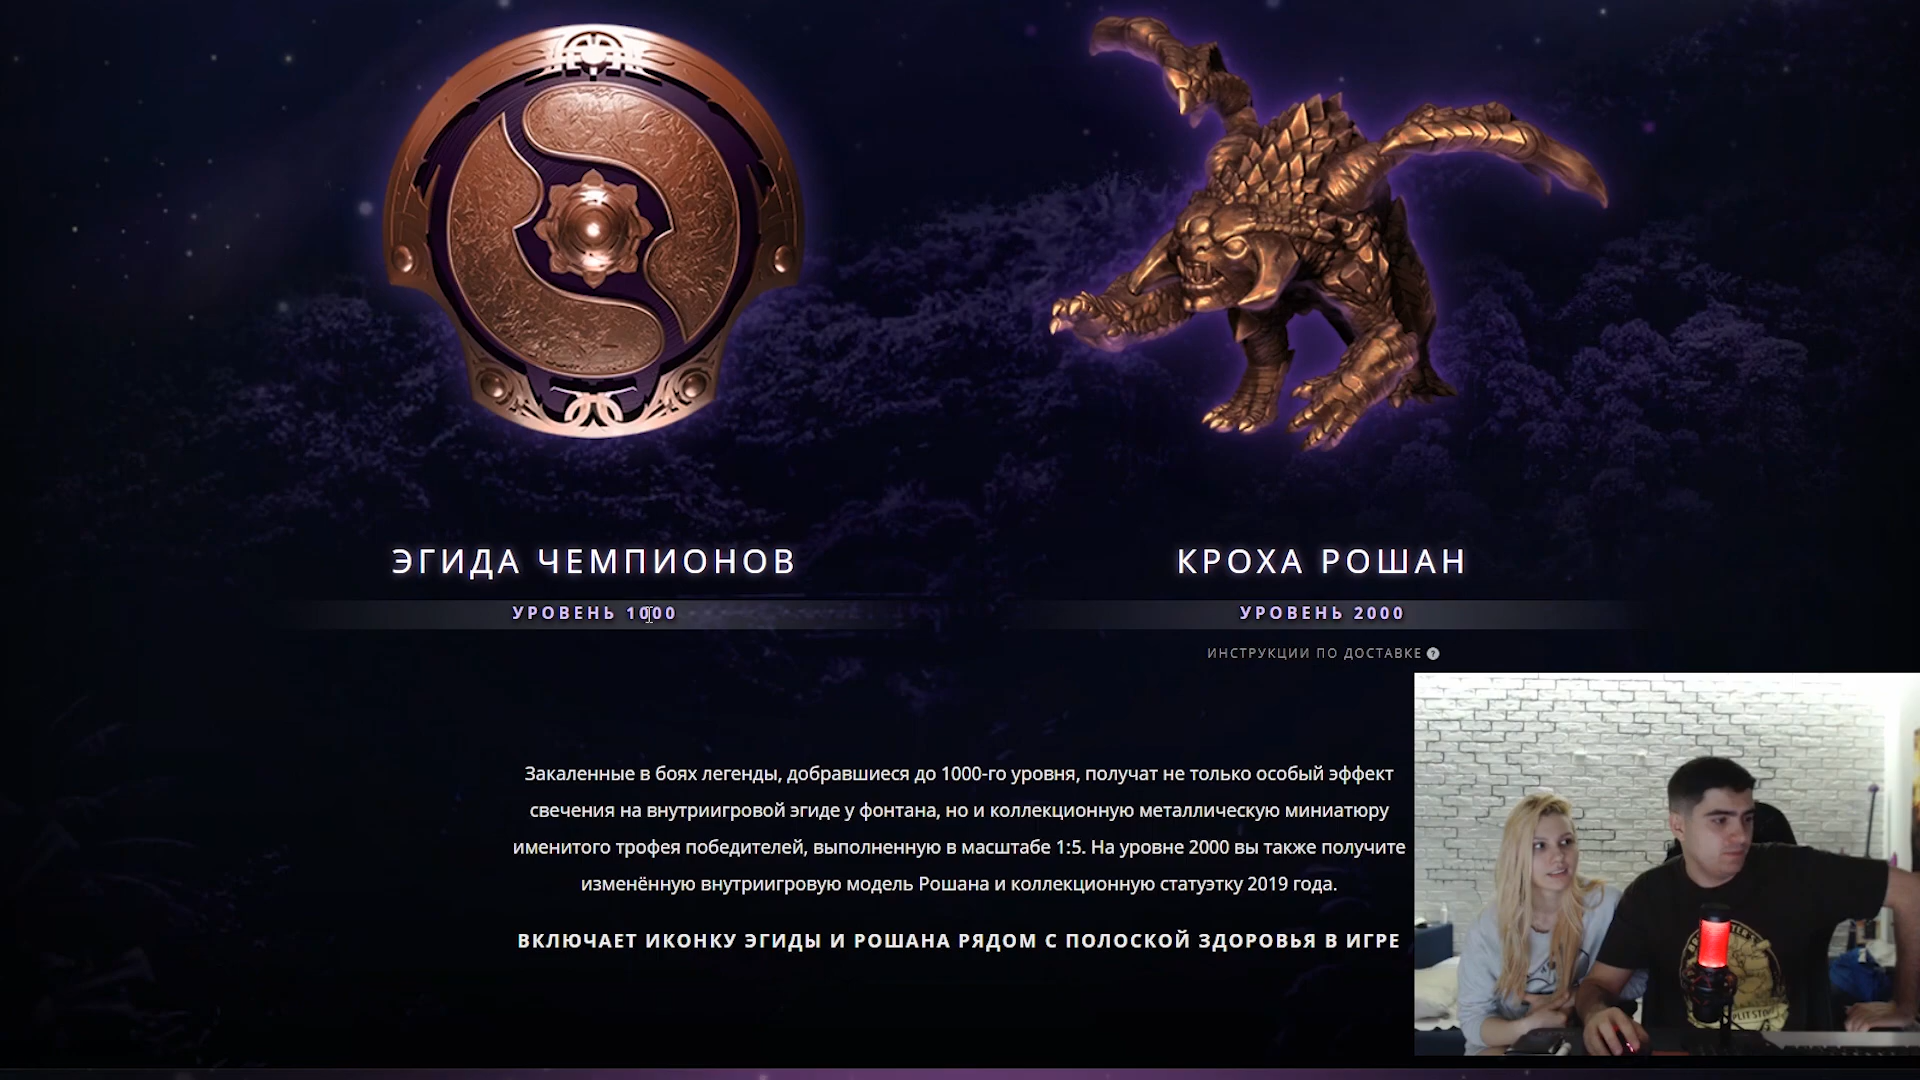 ЭГИДА ЧЕМПИОНОВ
УРОВЕНЬ 1000
КРОХА РОШАН
УРОВЕНЬ 2000
ИНСТРУКЦИИ ПО ДОСТАВКЕ ?
Закаленные в боях легенды, добравшиеся до 1000-го уровня, получат не только особый эффект
свечения на внутриигровой эгиде у фонтана, но и коллекционную металлическую миниатюру
именитого трофея победителей, выполненную в масштабе 1:5. На уровне 2000 вы также получите
изменённую внутриигровую модель Рошана и коллекционную статуэтку 2019 года.
ВКЛЮЧАЕТ ИКОНКУ ЭГИДЫ И РОШАНА РЯДОМ С ПОЛОСКОЙ ЗДОРОВЬЯ В ИГРЕ